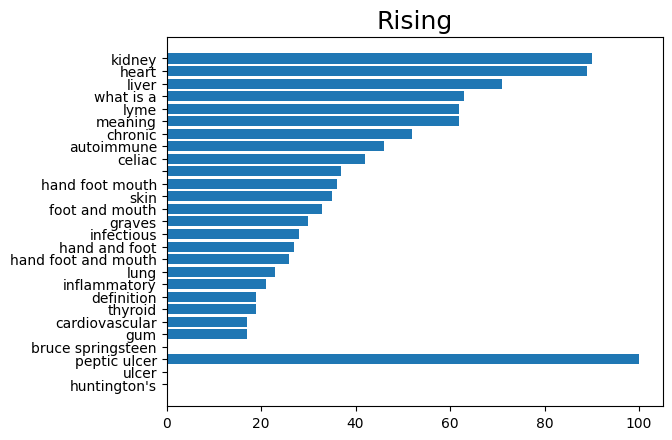 Rising
kidney
heart
liver
what is a
lyme
meaning
chronic
autoimmune
celiac
hand foot mouth
skin
foot and mouth
graves
infectious
hand and foot
hand foot and mouth
lung
inflammatory
definition
thyroid
cardiovascular
gum
bruce springsteen
peptic ulcer
ulcer
huntington's
0 20 40 60 80 100